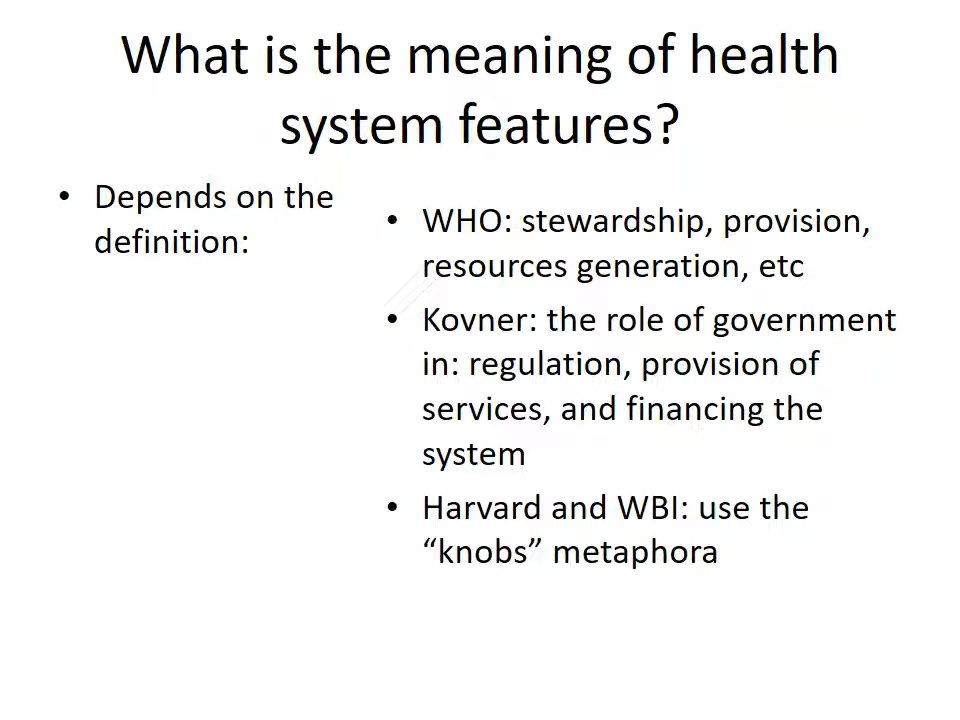 What is the meaning of health
system features?
• Depends on the
definition:
• WHO: stewardship, provision,
resources generation, etc
• Kovner: the role of government
in: regulation, provision of
services, and financing the
system
• Harvard and WBI: use the
“knobs” metaphora